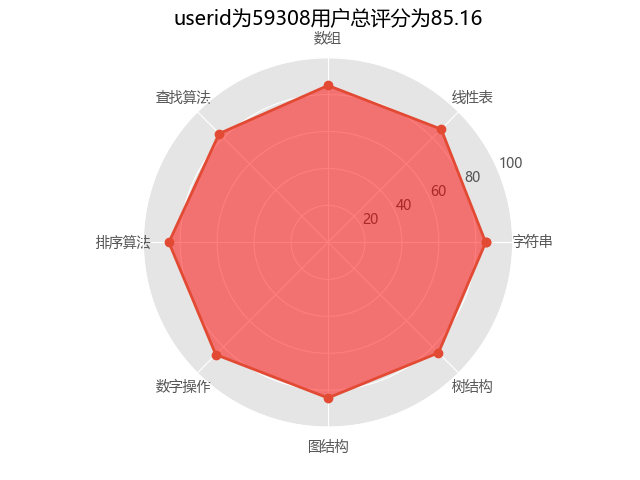 userid为59308用户总评分为85.16
数组
查找算法
线性表
100
80
60
40
20
排序算法
字符串
数字操作
树结构
图结构